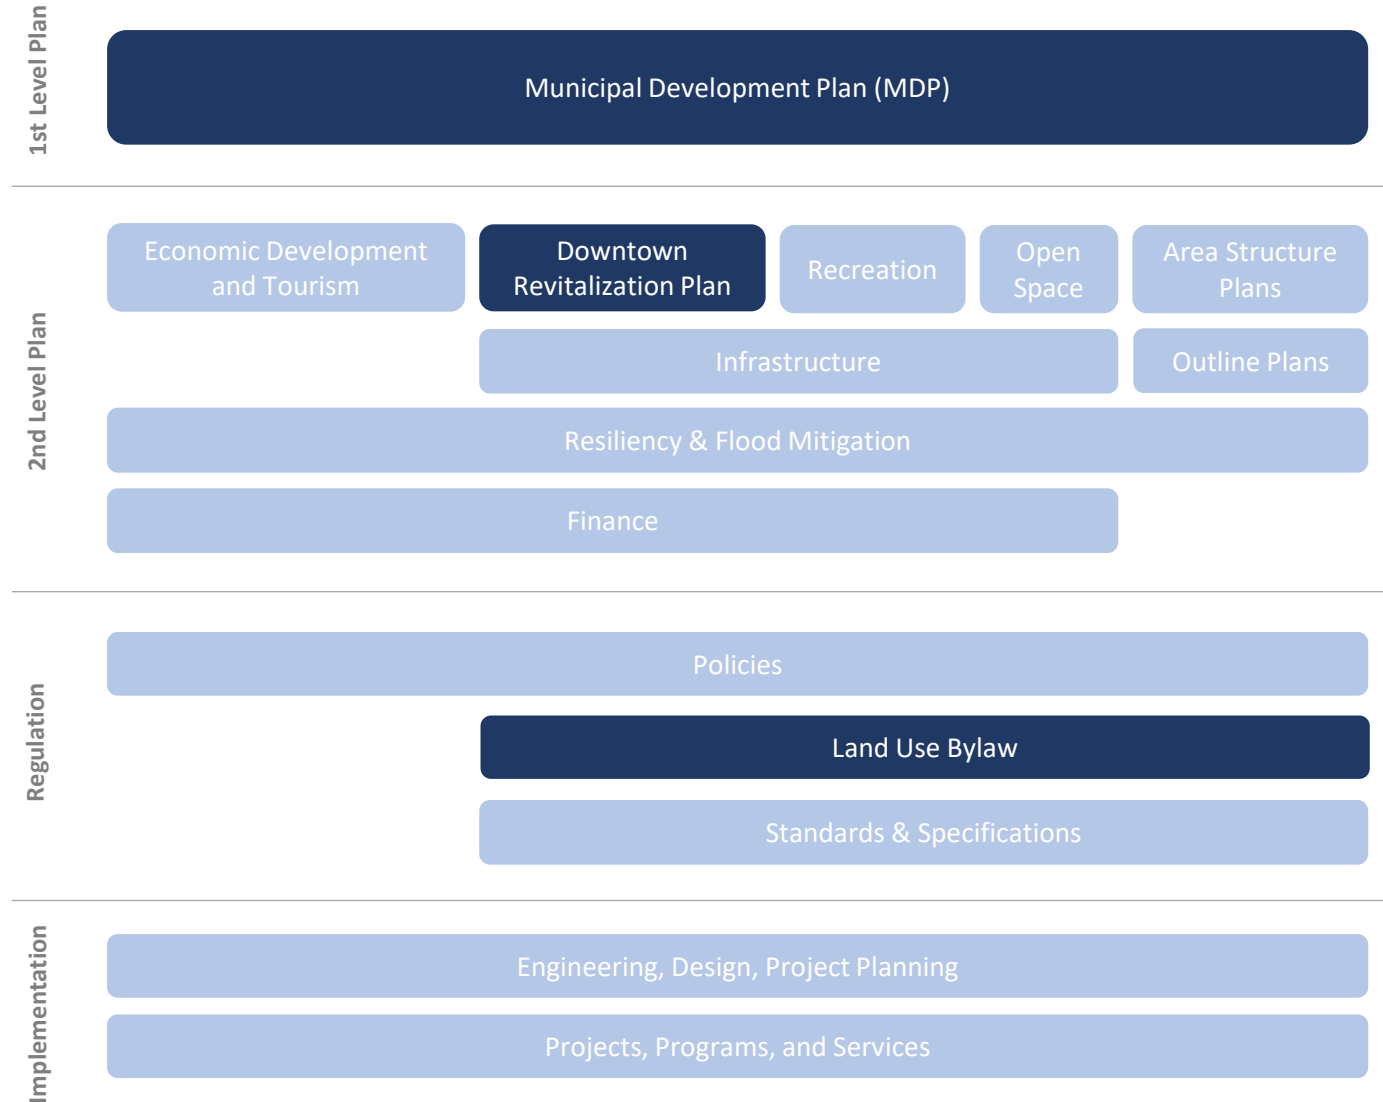 1st Level Plan
Municipal Development Plan (MDP)
2nd Level Plan
Economic Development
and Tourism
Downtown
Revitalization Plan
Recreation
Open
Space
Area Structure
Plans
Infrastructure
Outline Plans
Resiliency & Flood Mitigation
Finance
Regulation
Policies
Land Use Bylaw
Standards & Specifications
Implementation
Engineering, Design, Project Planning
Projects, Programs, and Services